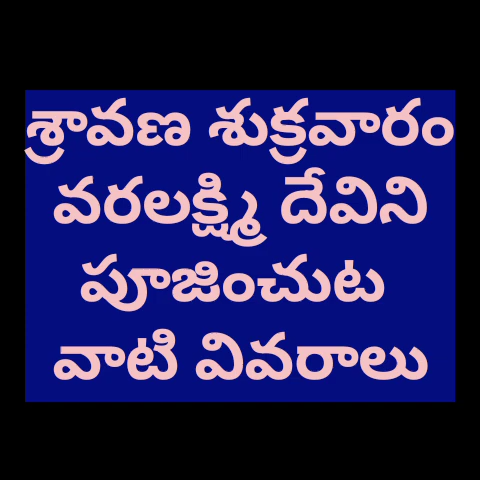 శ్రావణ శుక్రవారం
వరలక్ష్మి దేవిని
పూజించుట
వాటి వివరాలు